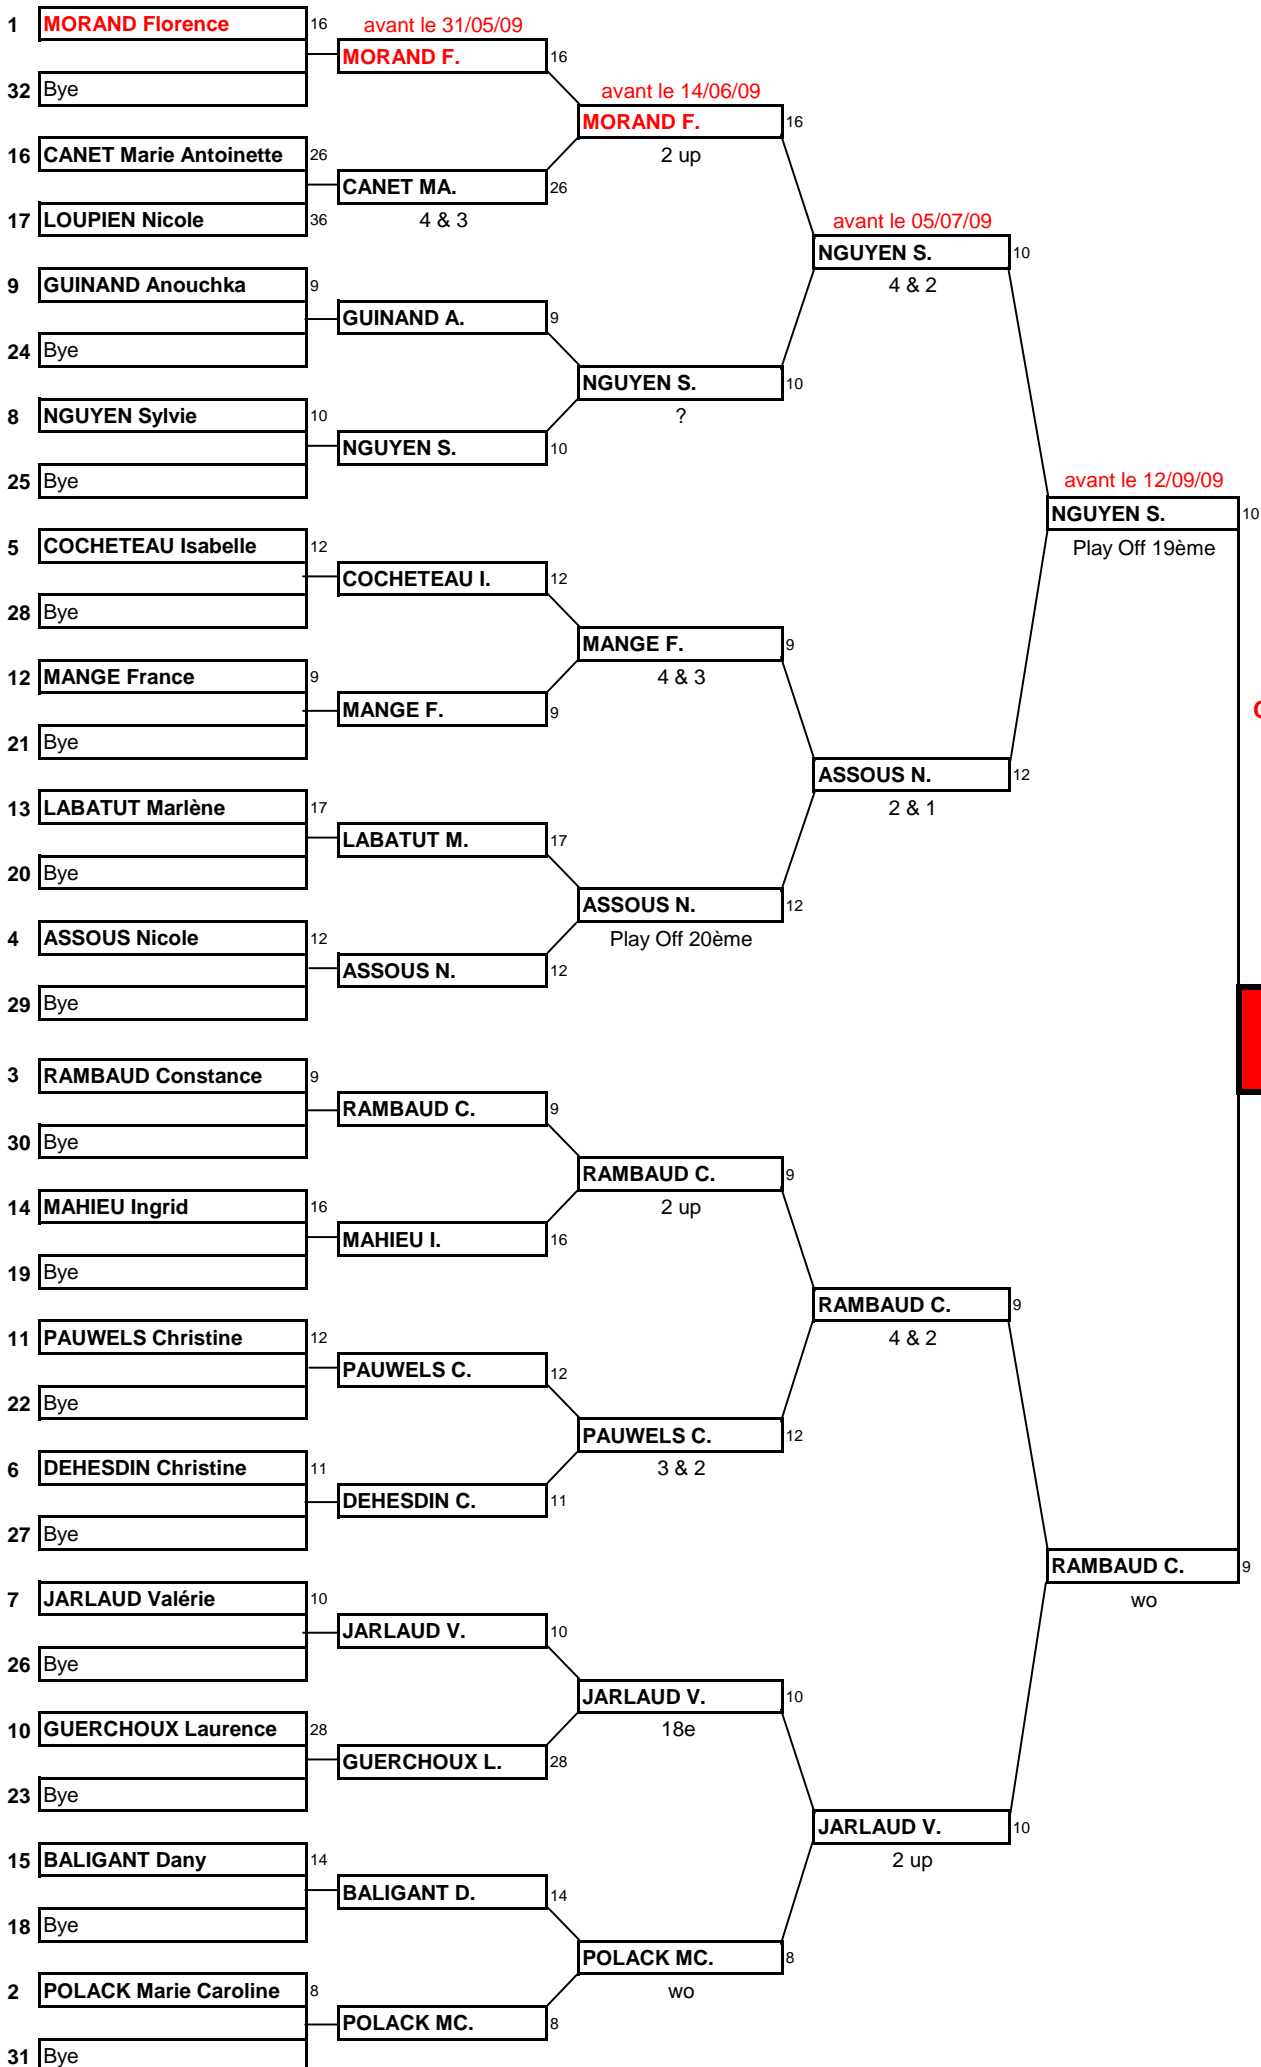 1 MORAND Florence 16 avant le 31/05/09
MORAND F. 16
32 Bye avant le 14/06/09
MORAND F. 16
16 CANET Marie Antoinette 26 2 up
CANET MA. 26
17 LOUPIEN Nicole 36 4 & 3 avant le 05/07/09
NGUYEN S. 10
9 GUINAND Anouchka 9 4 & 2
GUINAND A. 9
24 Bye
NGUYEN S. 10
8 NGUYEN Sylvie 10 ?
NGUYEN S. 10
25 Bye avant le 12/09/09
NGUYEN S. 10
5 COCHETEAU Isabelle 12 Play Off 19ème
COCHETEAU I. 12
28 Bye
MANGE F. 9
12 MANGE France 9 4 & 3
MANGE F. 9
21 Bye
ASSOUS N. 12
13 LABATUT Marlène 17 2 & 1
LABATUT M. 17
20 Bye
ASSOUS N. 12
4 ASSOUS Nicole 12 Play Off 20ème
ASSOUS N. 12
29 Bye
3 RAMBAUD Constance 9
RAMBAUD C. 9
30 Bye
RAMBAUD C. 9
14 MAHIEU Ingrid 16 2 up
MAHIEU I. 16
19 Bye
RAMBAUD C. 9
11 PAUWELS Christine 12 4 & 2
PAUWELS C. 12
22 Bye
PAUWELS C. 12
6 DEHESDIN Christine 11 3 & 2
DEHESDIN C. 11
27 Bye
RAMBAUD C. 9
7 JARLAUD Valérie 10 wo
JARLAUD V. 10
26 Bye
JARLAUD V. 10
10 GUERCHOUX Laurence 28 18e
GUERCHOUX L. 28
23 Bye
JARLAUD V. 10
15 BALIGANT Dany 14 2 up
BALIGANT D. 14
18 Bye
POLACK MC. 8
2 POLACK Marie Caroline 8 wo
POLACK MC. 8
31 Bye